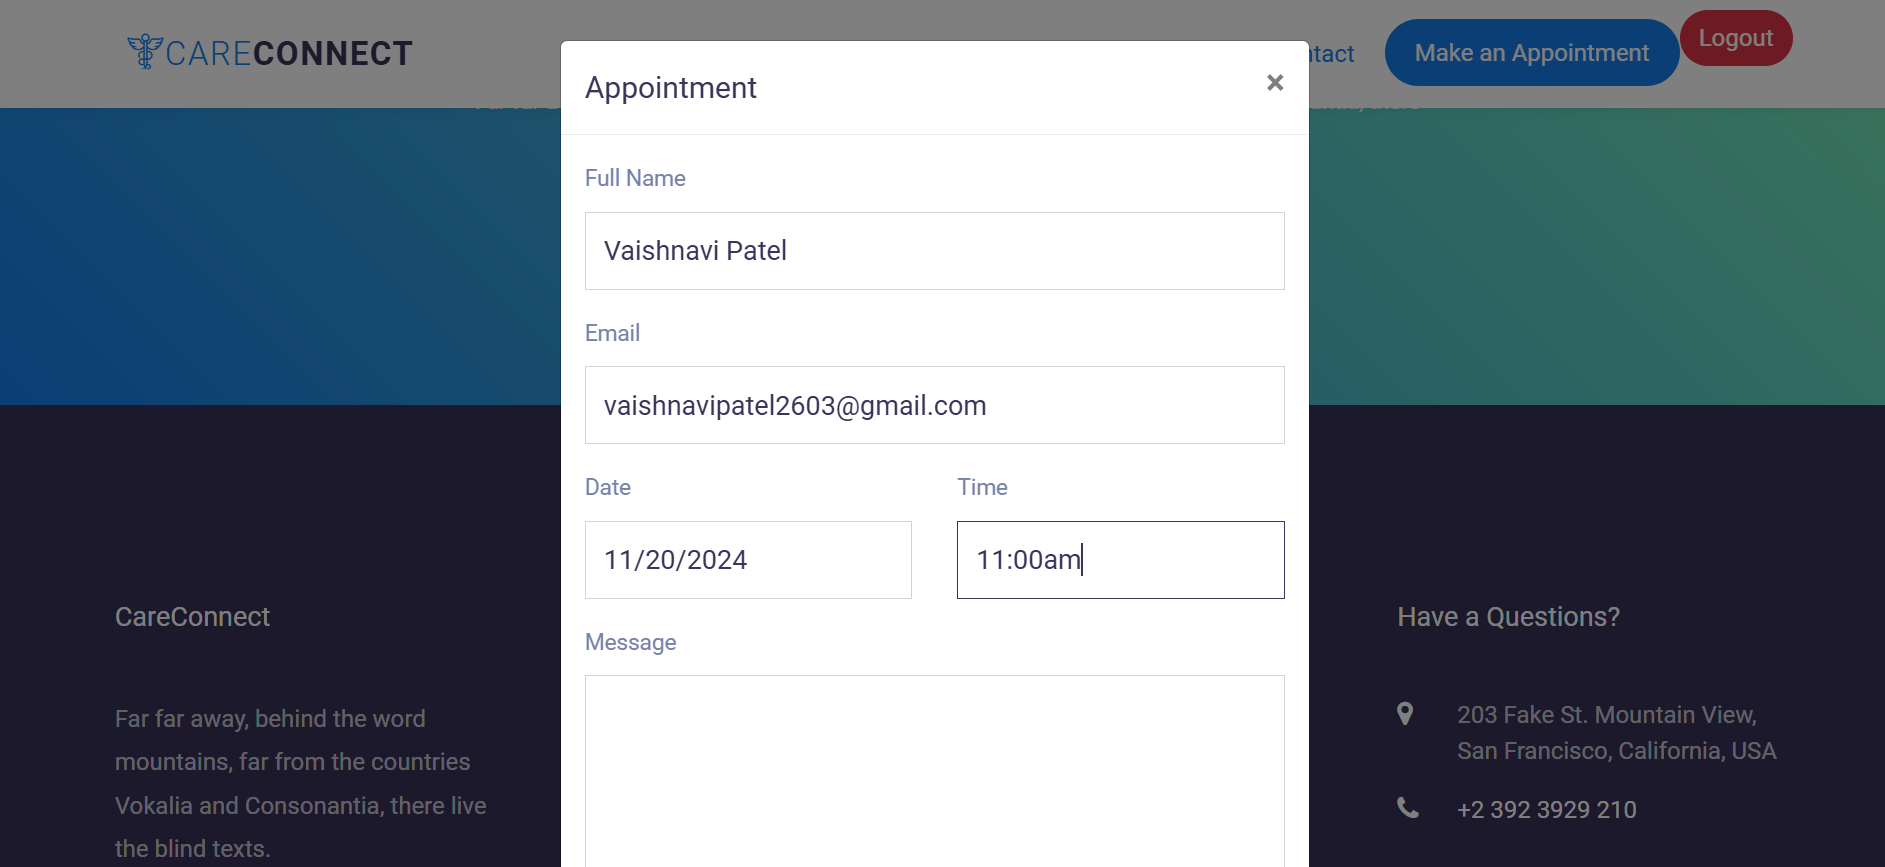 CARECONNECT
ntact
Make an Appointment
Logout
Appointment
×
Full Name
Vaishnavi Patel
Email
vaishnavipatel2603@gmail.com
Date
Time
11/20/2024
11:00am
Message
CareConnect
Far far away, behind the word
mountains, far from the countries
Vokalia and Consonantia, there live
the blind texts.
Have a Questions?
203 Fake St. Mountain View,
San Francisco, California, USA
+2 392 3929 210